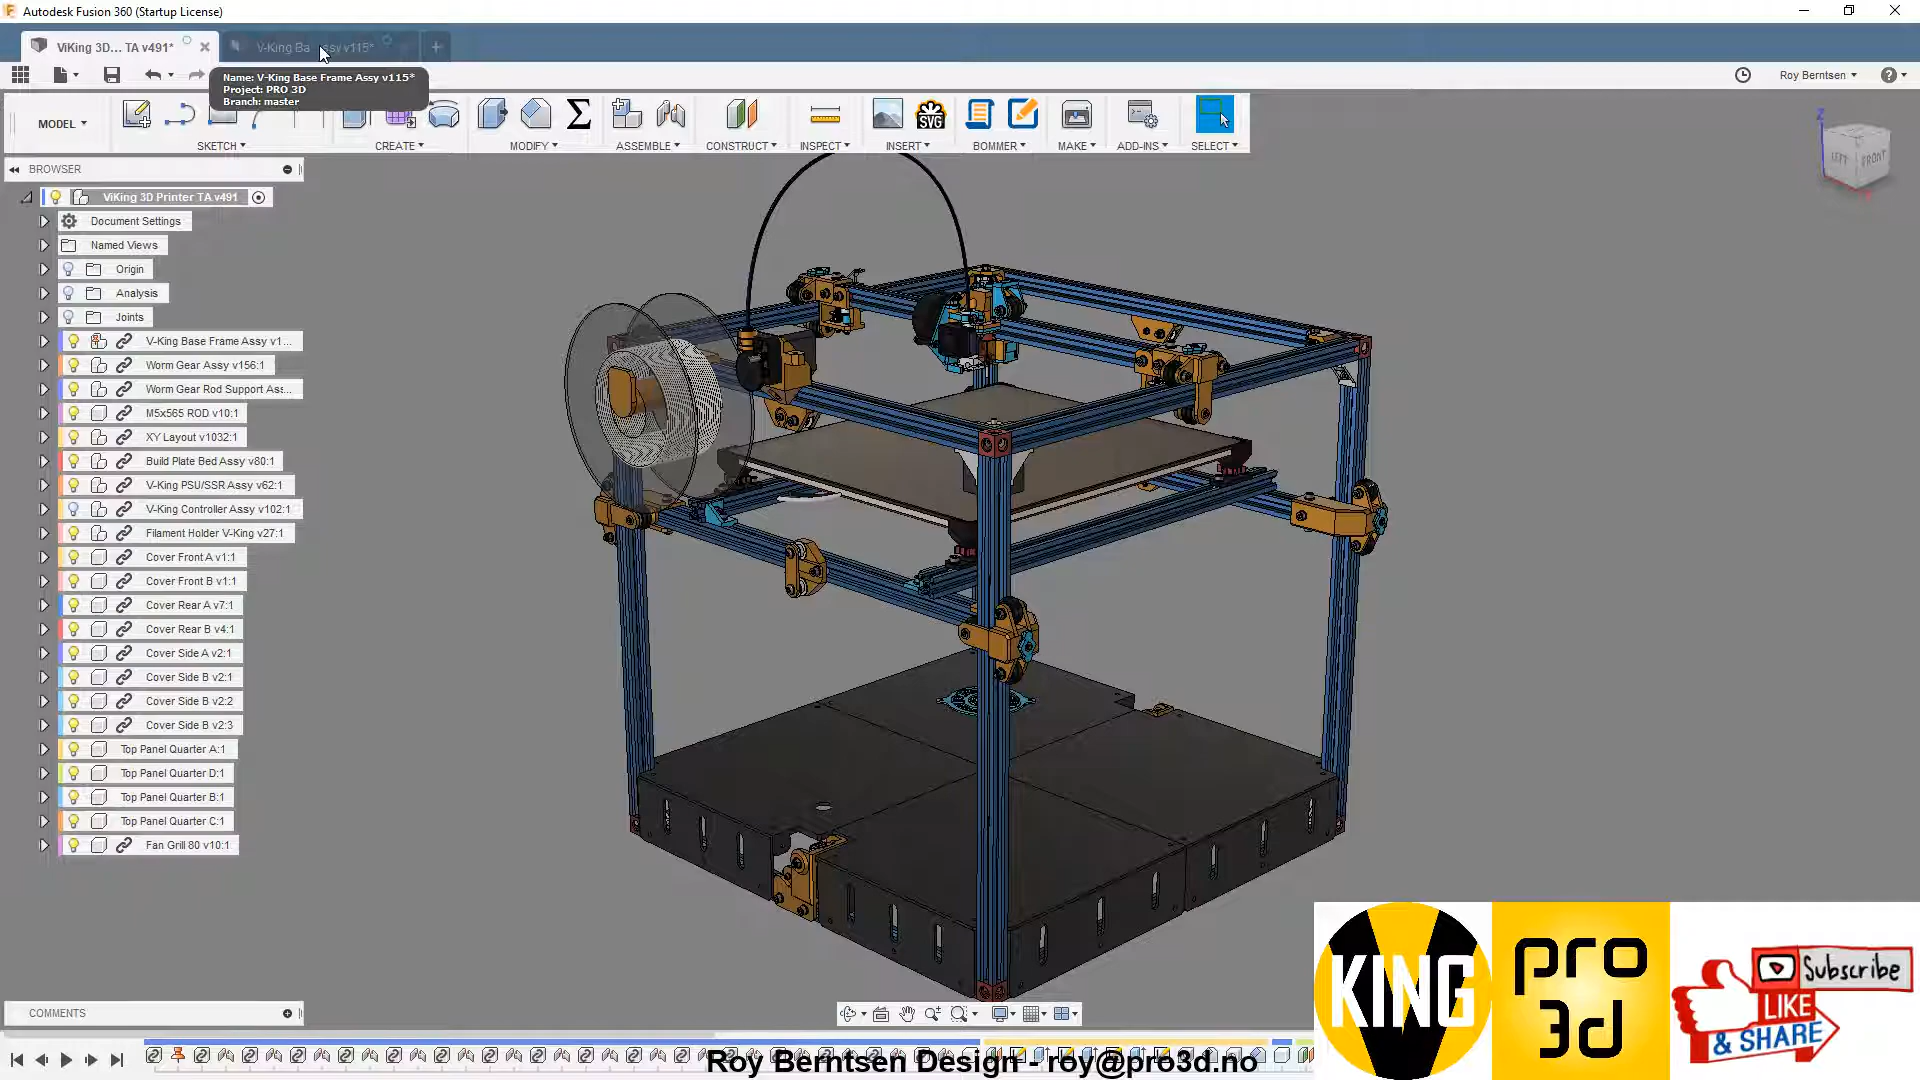 Autodesk Fusion 360 (Startup License)
ViKing 3D... TA v491*
V-King Ba
ssy v115*
Roy Berntsen
Name: V-King Base Frame Assy v115*
Project: PRO 3D
Branch: master
MODEL
SKETCH
CREATE
MODIFY
ASSEMBLE
CONSTRUCT
INSPECT
INSERT
BOMMER
MAKE
ADD-INS
SELECT
SVG
BROWSER
Z
LEFT
FRONT
ViKing 3D Printer TA v491
Document Settings
Named Views
Origin
Analysis
Joints
V-King Base Frame Assy v1...
Worm Gear Assy v156:1
Worm Gear Rod Support Ass...
M5x565 ROD v10:1
XY Layout v1032:1
Build Plate Bed Assy v80:1
V-King PSU/SSR Assy v62:1
V-King Controller Assy v102:1
Filament Holder V-King v27:1
Cover Front A v1:1
Cover Front B v1:1
Cover Rear A v7:1
Cover Rear B v4:1
Cover Side A v2:1
Cover Side B v2:1
Cover Side B v2:2
Cover Side B v2:3
Top Panel Quarter A:1
Top Panel Quarter D:1
Top Panel Quarter B:1
Top Panel Quarter C:1
Fan Grill 80 v10:1
COMMENTS
KING
pro
3d
Subscribe
LIKE
& SHARE
Roy Berntsen Design - roy@pro3d.no